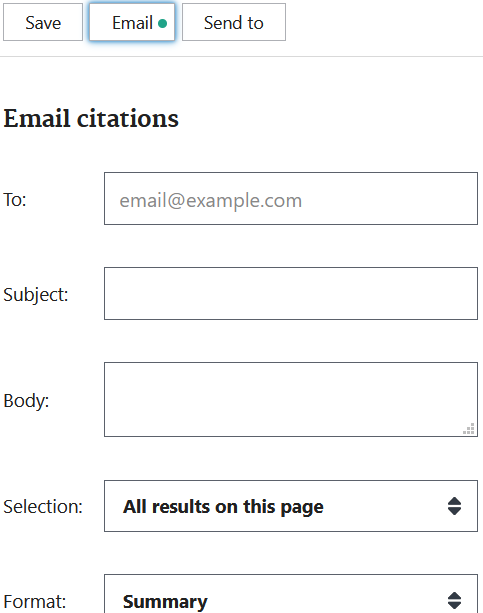 Save Email Send to
Email citations
To: email@example.com
Subject:
Body:
Selection: All results on this page
Format: Summary